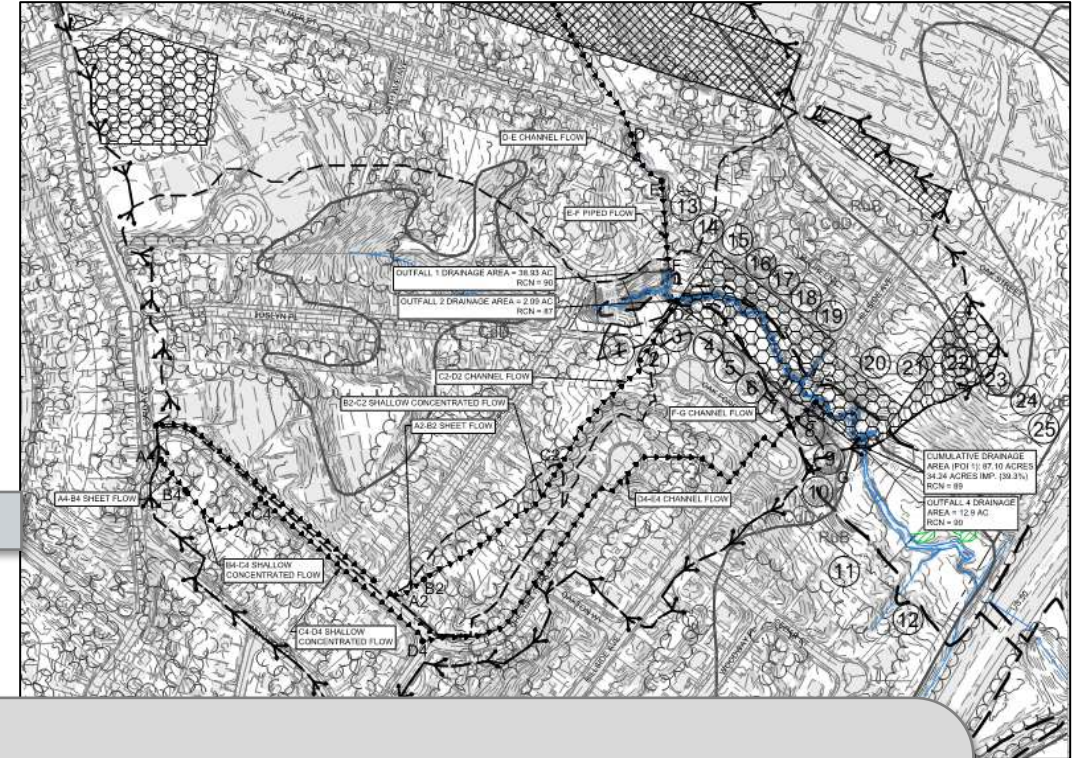 D-E CHANNEL FLOW
D
E
E-F PIPED FLOW
13
14
15
RuB
CoD
16
17
18
19
OUTFALL 1 DRAINAGE AREA = 38.93 AC
RCN = 90
OUTFALL 2 DRAINAGE AREA = 2.99 AC
RCN = 87
F
JOSLYN PL
1
2
3
4
5
6
20
21
22
23
24
25
C2-D2 CHANNEL FLOW
B2-C2 SHALLOW CONCENTRATED FLOW
A2-B2 SHEET FLOW
F-G CHANNEL FLOW
8
9
10
G
C2
A4
B4
A4-B4 SHEET FLOW
D4-E4 CHANNEL FLOW
CUMULATIVE DRAINAGE
AREA (POI 1): 87.10 ACRES
34.24 ACRES IMP. (39.3%)
RCN = 89
OUTFALL 4 DRAINAGE
AREA = 12.9 AC
RCN = 90
RuB
11
12
B4-C4 SHALLOW
CONCENTRATED FLOW
B2
A2
C4-D4 SHALLOW
CONCENTRATED FLOW
D4